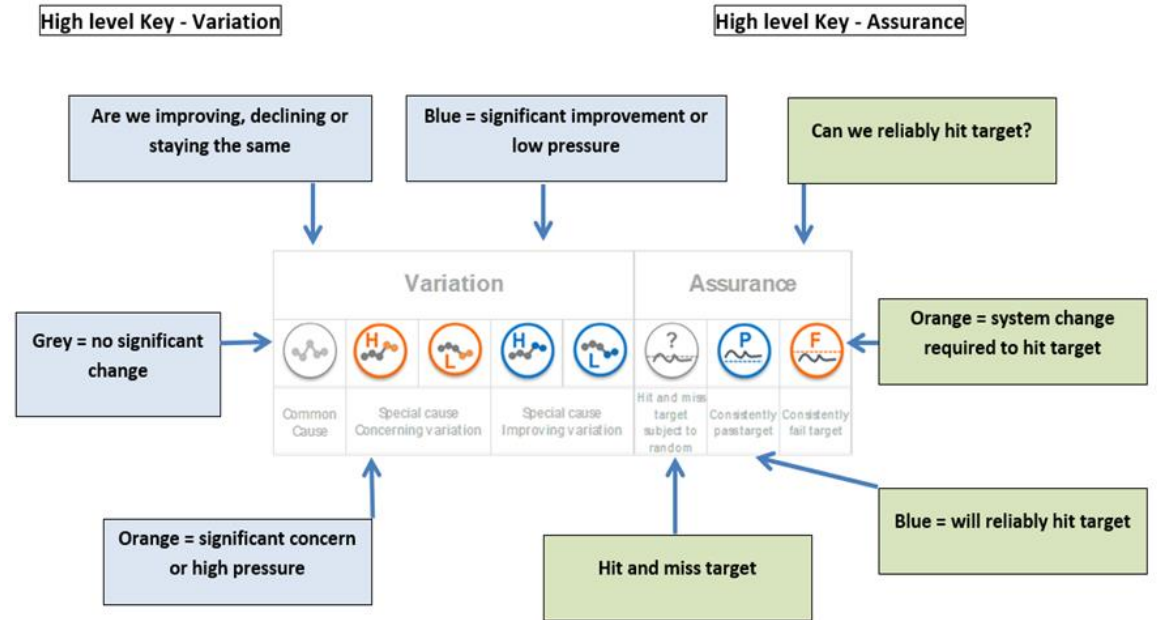 High level Key - Variation
High level Key - Assurance
Are we improving, declining or
staying the same
Blue = significant improvement or
low pressure
Can we reliably hit target?
Variation
Assurance
Grey = no significant
change
H
L
H
L
?
P
F
Orange = system change
required to hit target
Common
Cause
Special cause
Concerning variation
Special cause
Improving variation
Hit and miss
target
subject to
random
Consistently
pass target
Consistently
fail target
Orange = significant concern
or high pressure
Hit and miss target
Blue = will reliably hit target